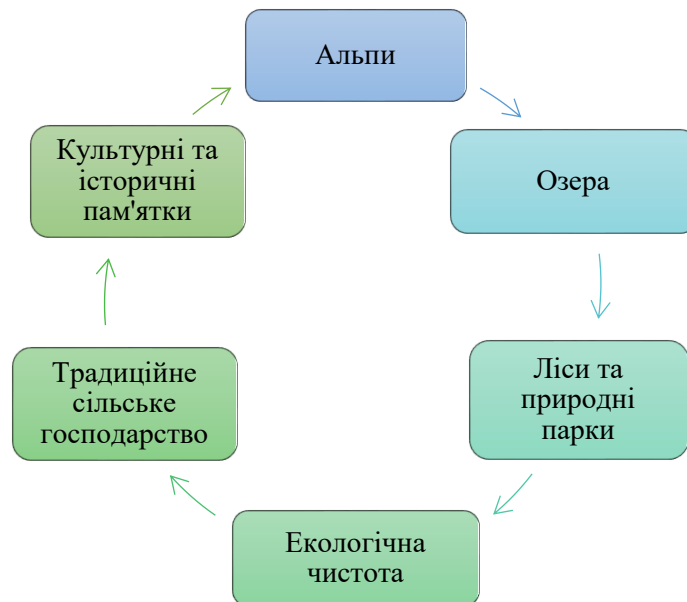 Альпи
Озера
Ліси та
природні
парки
Екологічна
чистота
Традиційне
сільське
господарство
Культурні та
історичні
пам'ятки